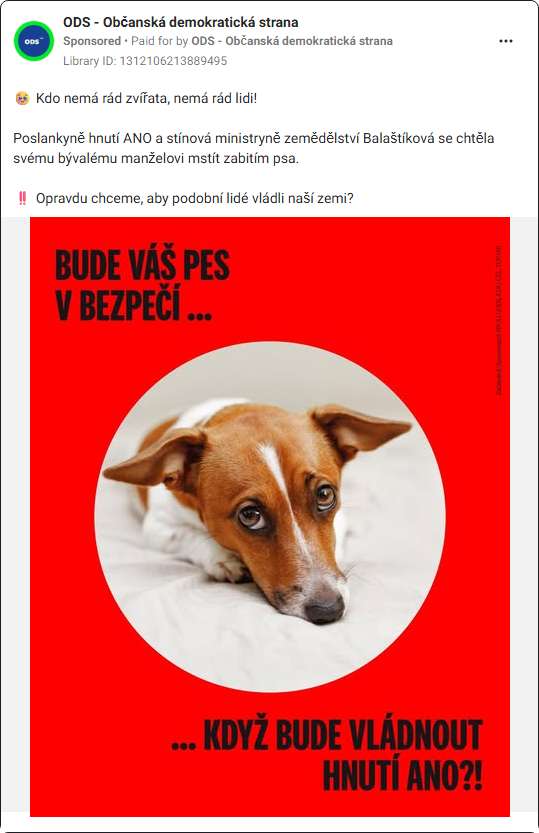 ODS - Občanská demokratická strana
Sponsored • Paid for by ODS - Občanská demokratická strana
Library ID: 1312106213889495
ODS
🥹 Kdo nemá rád zvířata, nemá rád lidi!
Poslankyně hnutí ANO a stínová ministryně zemědělství Balaštíková se chtěla
svému bývalému manželovi mstít zabitím psa.
‼️ Opravdu chceme, aby podobní lidé vládli naší zemi?
BUDE VÁŠ PES
V BEZPEČÍ ...
... KDYŽ BUDE VLÁDNOUT
HNUTÍ ANO?!